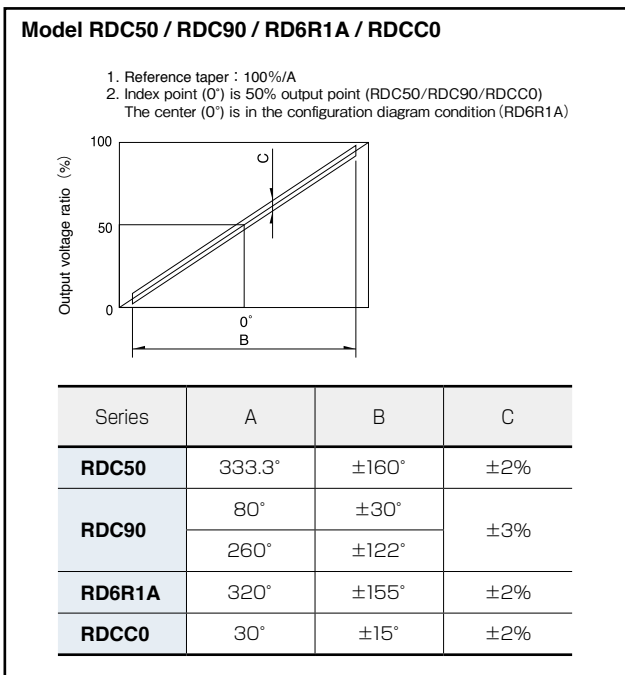 Model RDC50 / RDC90 / RD6R1A / RDCC0
1. Reference taper：100%/A
2. Index point (0˚) is 50% output point (RDC50/RDC90/RDCC0)
The center (0˚) is in the configuration diagram condition (RD6R1A)
Output voltage ratio (%)
100
C
50
0
0˚
B
Series A B C
RDC50 333.3˚ ±160˚ ±2%
RDC90 80˚ ±30˚ ±3%
260˚ ±122˚
RD6R1A 320˚ ±155˚ ±2%
RDCC0 30˚ ±15˚ ±2%